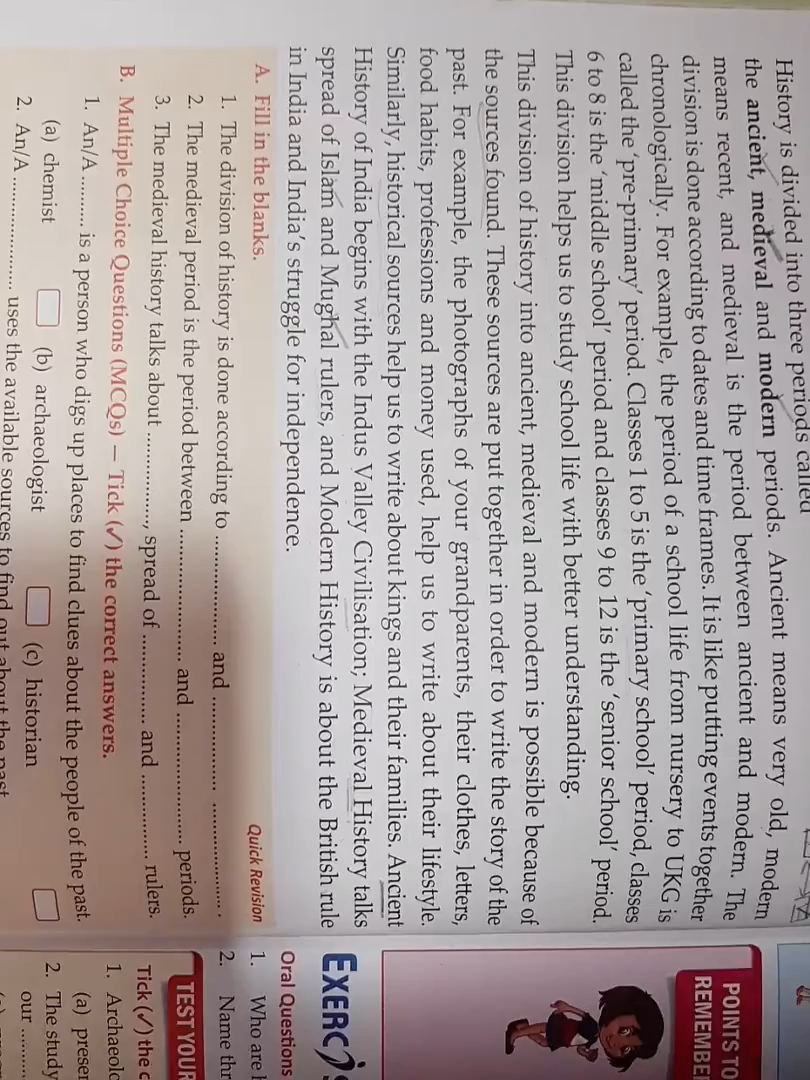 History is divided into three periods called
the ancient, medieval and modern periods. Ancient means very old, modern
means recent, and medieval is the period between ancient and modern. The
division is done according to dates and time frames. It is like putting events together
chronologically. For example, the period of a school life from nursery to UKG is
called the ‘pre-primary’ period. Classes 1 to 5 is the ‘primary school’ period, classes
6 to 8 is the ‘middle school’ period and classes 9 to 12 is the ‘senior school’ period.
This division helps us to study school life with better understanding.
This division of history into ancient, medieval and modern is possible because of
the sources found. These sources are put together in order to write the story of the
past. For example, the photographs of your grandparents, their clothes, letters,
food habits, professions and money used, help us to write about their lifestyle.
Similarly, historical sources help us to write about kings and their families. Ancient
History of India begins with the Indus Valley Civilisation; Medieval History talks
spread of Islam and Mughal rulers, and Modern History is about the British rule
in India and India’s struggle for independence.
Quick Revision
A. Fill in the blanks.
1. The division of history is done according to .................... and .................... .................... .
2. The medieval period is the period between .................... and .................... periods.
3. The medieval history talks about ................, spread of ................ and ................ rulers.
B. Multiple Choice Questions (MCQs) — Tick (✓) the correct answers.
1. An/A .......... is a person who digs up places to find clues about the people of the past.
(a) chemist (b) archaeologist (c) historian
2. An/A .................... uses the available sources to find out about the past
POINTS TO
REMEMBE
EXERCIS
Oral Questions
1. Who are
2. Name thr
TEST YOUR
Tick (✓) the c
1. Archaeolo
(a) preser
2. The study
our ..........